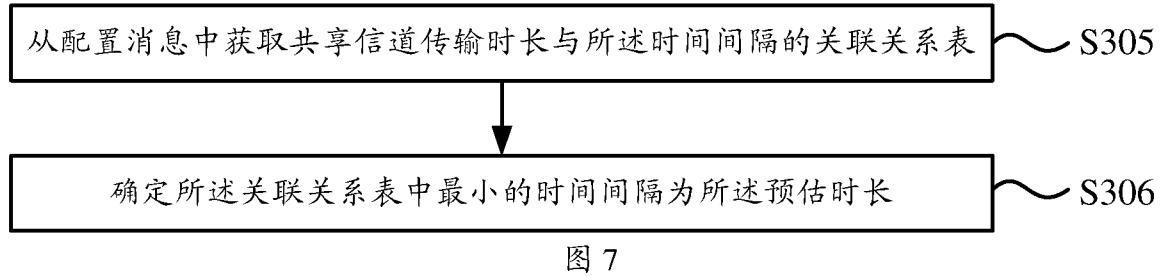 从配置消息中获取共享信道传输时长与所述时间间隔的关联关系表
S305
确定所述关联关系表中最小的时间间隔为所述预估时长
S306
图 7